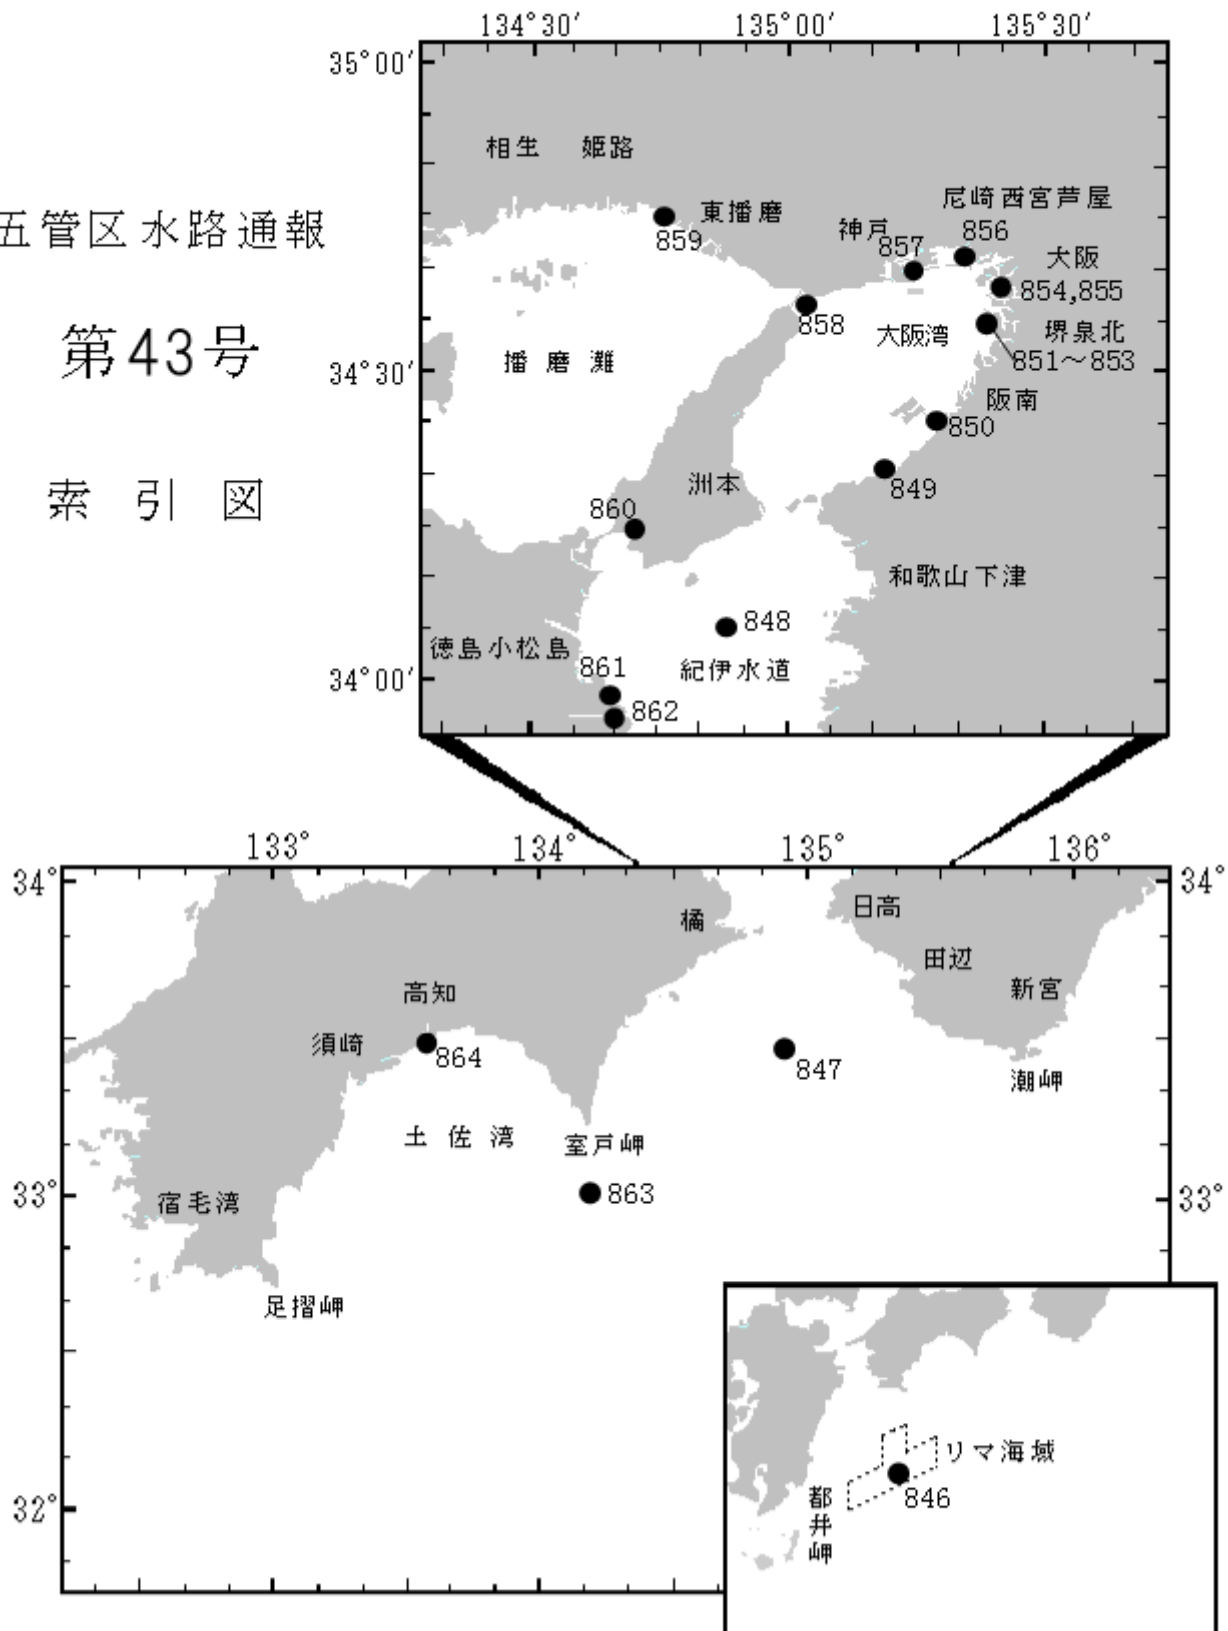 五管区水路通報
第43号
索引図
134°30′ 135°00′ 135°30′
35°00′
相生 姫路
尼崎西宮芦屋
東播磨
859
神戸
857
856
大阪
854,855
858
大阪湾
堺泉北
851～853
播磨灘
34°30′
阪南
850
洲本
849
860
和歌山下津
848
徳島小松島
861
紀伊水道
34°00′
862
133° 134° 135° 136°
34° 34°
橘
日高
田辺
高知
新宮
須崎
864
847
潮岬
土佐湾
室戸岬
33° 33°
宿毛湾
863
足摺岬
リマ海域
846
都井岬
32°